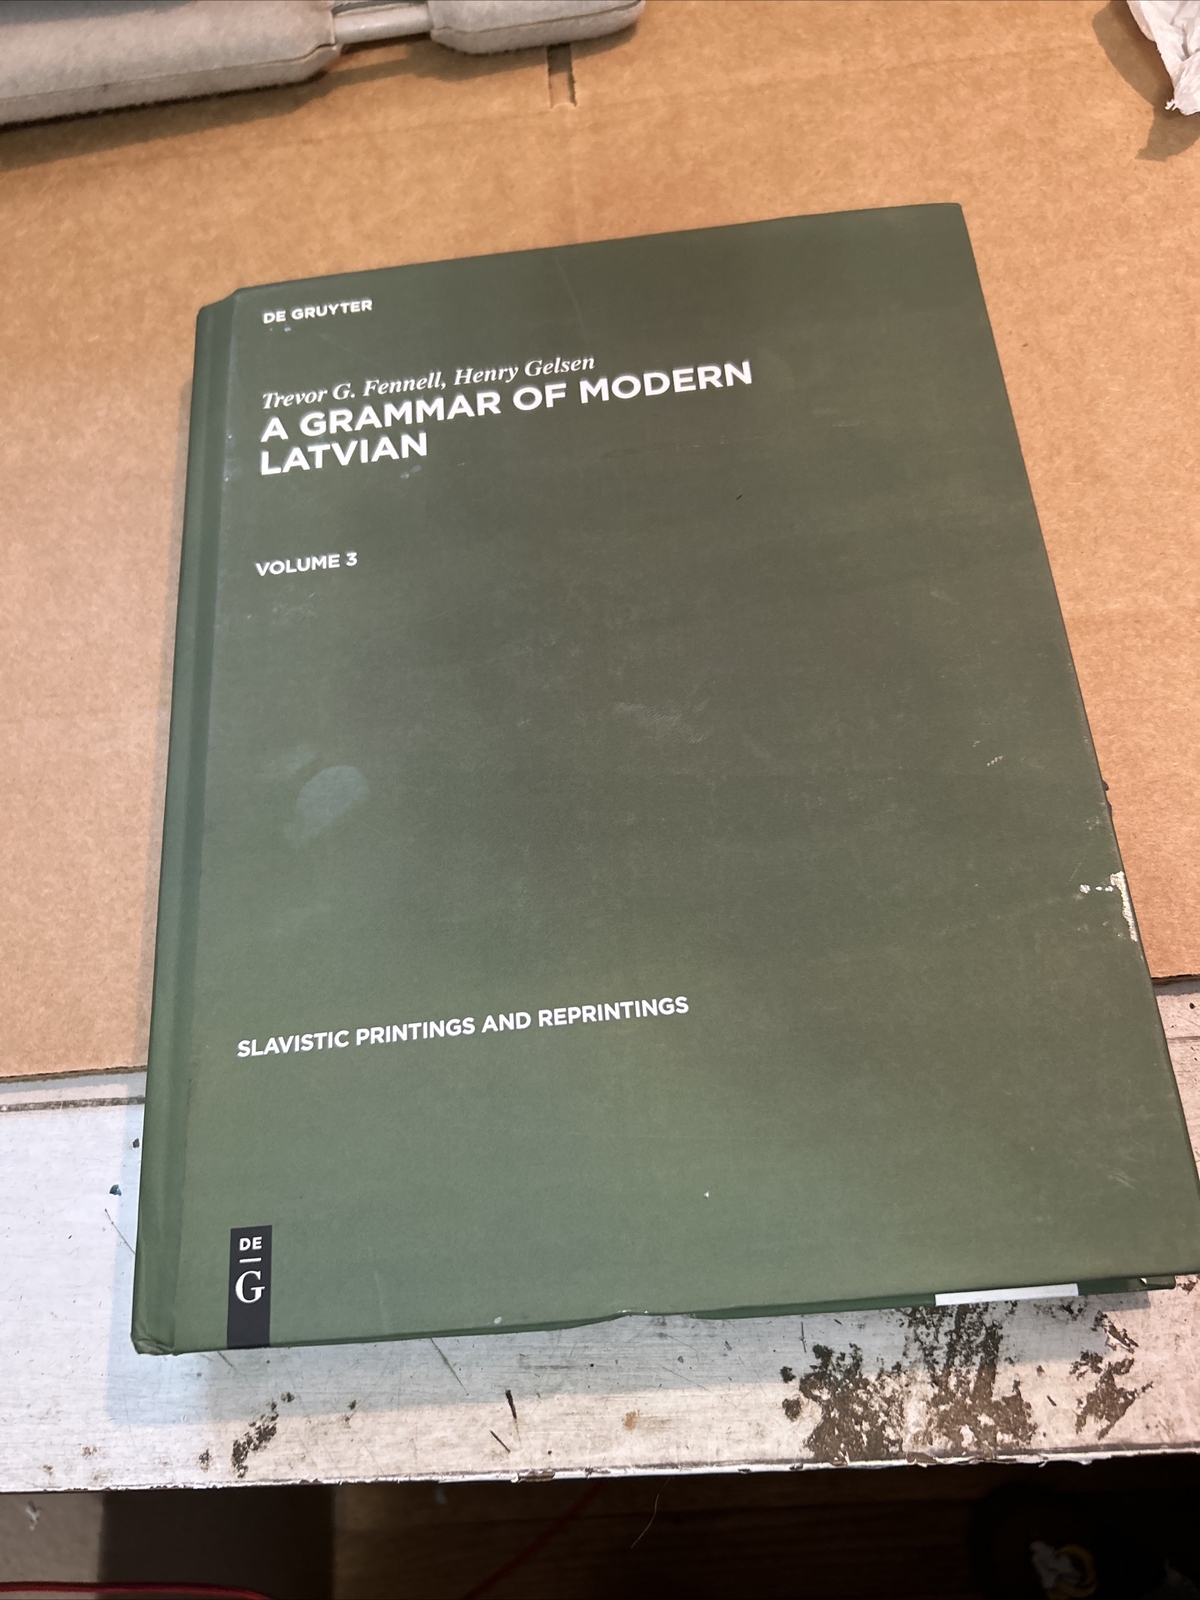 DE GRUYTER
Trevor G. Fennell, Henry Gelsen
A GRAMMAR OF MODERN
LATVIAN
VOLUME 3
SLAVISTIC PRINTINGS AND REPRINTINGS
DE
G